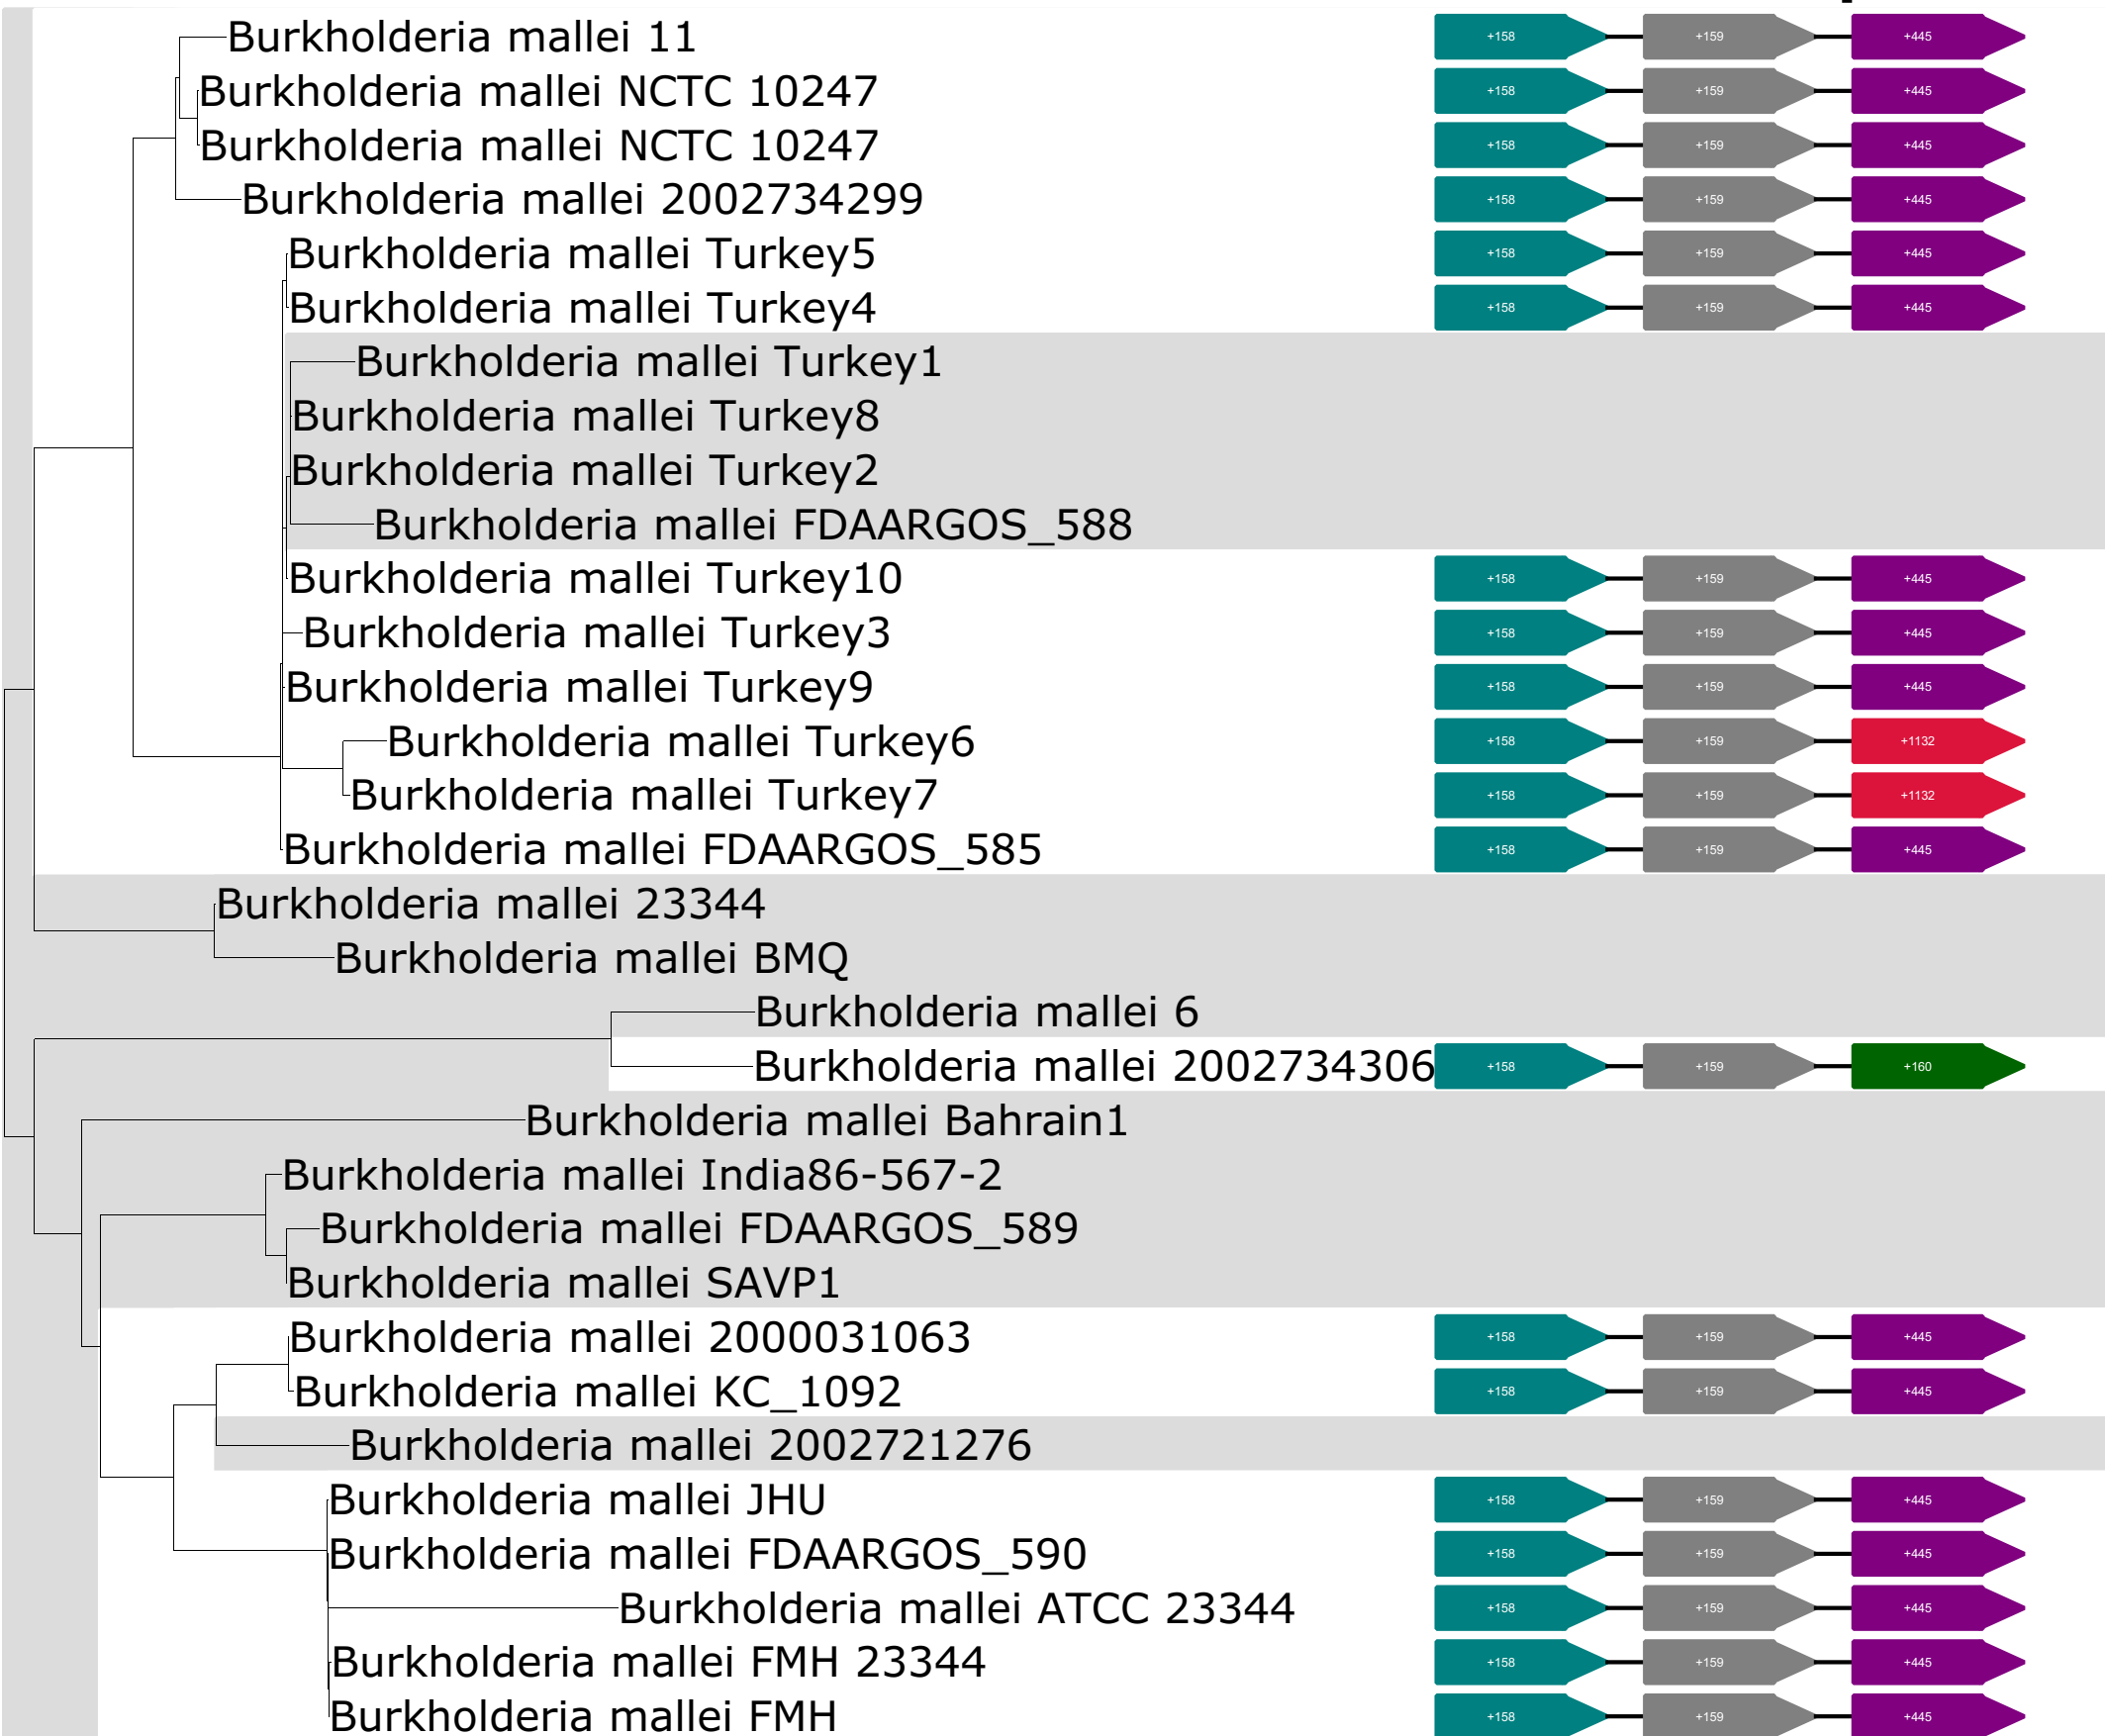 Burkholderia mallei 11 +158 +159 +445
Burkholderia mallei NCTC 10247 +158 +159 +445
Burkholderia mallei NCTC 10247 +158 +159 +445
Burkholderia mallei 2002734299 +158 +159 +445
Burkholderia mallei Turkey5 +158 +159 +445
Burkholderia mallei Turkey4 +158 +159 +445
Burkholderia mallei Turkey1
Burkholderia mallei Turkey8
Burkholderia mallei Turkey2
Burkholderia mallei FDAARGOS_588
Burkholderia mallei Turkey10 +158 +159 +445
Burkholderia mallei Turkey3 +158 +159 +445
Burkholderia mallei Turkey9 +158 +159 +445
Burkholderia mallei Turkey6 +158 +159 +1132
Burkholderia mallei Turkey7 +158 +159 +1132
Burkholderia mallei FDAARGOS_585 +158 +159 +445
Burkholderia mallei 23344
Burkholderia mallei BMQ
Burkholderia mallei 6
Burkholderia mallei 2002734306 +158 +159 +160
Burkholderia mallei Bahrain1
Burkholderia mallei India86-567-2
Burkholderia mallei FDAARGOS_589
Burkholderia mallei SAVP1
Burkholderia mallei 2000031063 +158 +159 +445
Burkholderia mallei KC_1092 +158 +159 +445
Burkholderia mallei 2002721276
Burkholderia mallei JHU +158 +159 +445
Burkholderia mallei FDAARGOS_590 +158 +159 +445
Burkholderia mallei ATCC 23344 +158 +159 +445
Burkholderia mallei FMH 23344 +158 +159 +445
Burkholderia mallei FMH +158 +159 +445